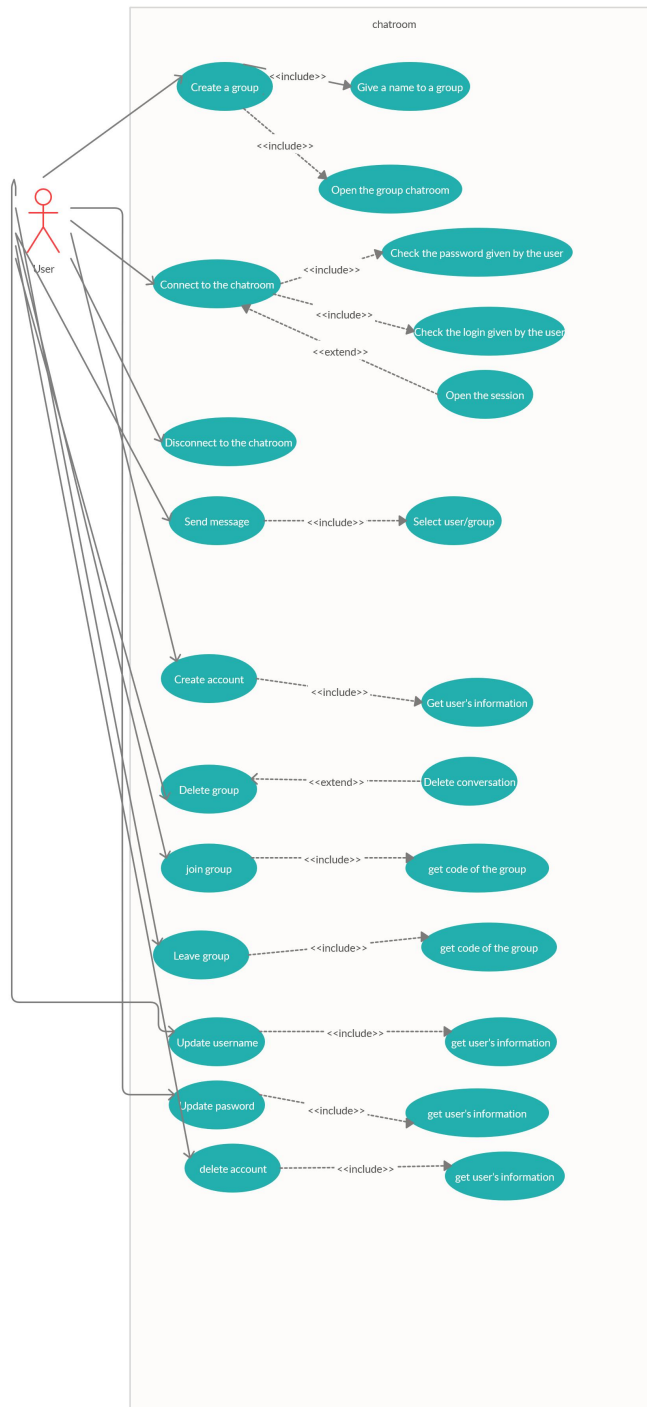 chatroom
<<include>>
Create a group
Give a name to a group
<<include>>
Open the group chatroom
User
Check the password given by the user
<<include>>
Connect to the chatroom
<<include>>
Check the login given by the user
<<extend>>
Open the session
Disconnect to the chatroom
Send message
<<include>>
Select user/group
Create account
<<include>>
Get user's information
Delete group
<<extend>>
Delete conversation
join group
<<include>>
get code of the group
Leave group
<<include>>
get code of the group
Update username
<<include>>
get user's information
Update pasword
<<include>>
get user's information
delete account
<<include>>
get user's information